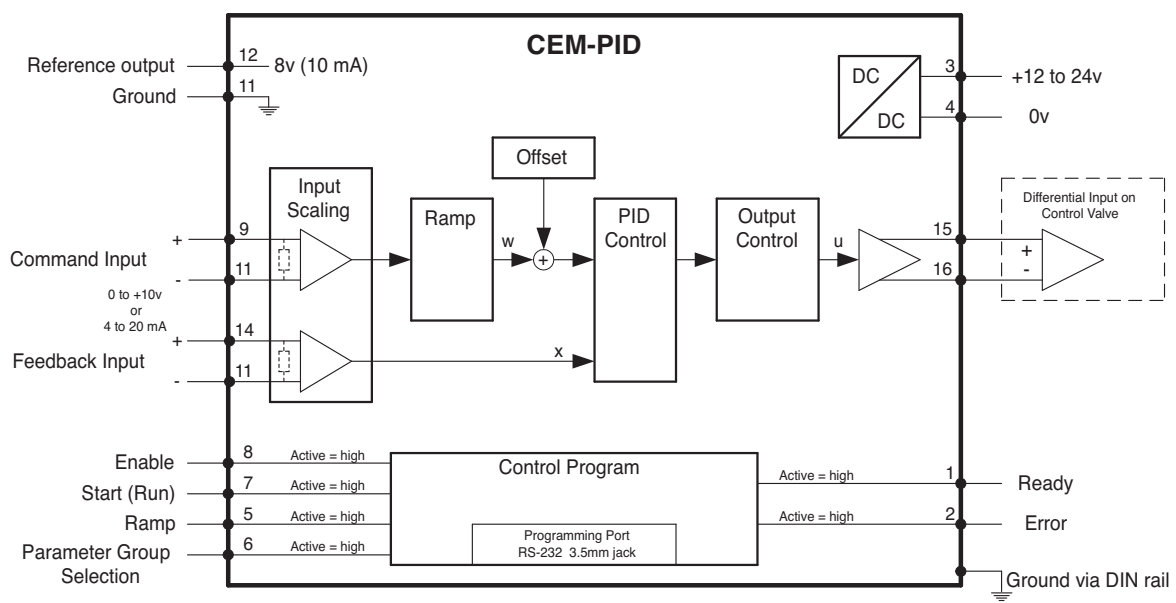 CEM-PID
Reference output
12
8v (10 mA)
Ground
11
DC
DC
3
+12 to 24v
4
0v
Input
Scaling
Ramp
Offset
PID
Control
Output
Control
Differential Input on
Control Valve
+
9
Command Input
-
11
0 to +10v
or
4 to 20 mA
+
14
Feedback Input
-
11
w
+
x
u
15
16
+
-
Enable
8
Active = high
Start (Run)
7
Active = high
Ramp
5
Active = high
Parameter Group
Selection
6
Active = high
Control Program
Programming Port
RS-232 3.5mm jack
Active = high
1
Ready
Active = high
2
Error
Ground via DIN rail